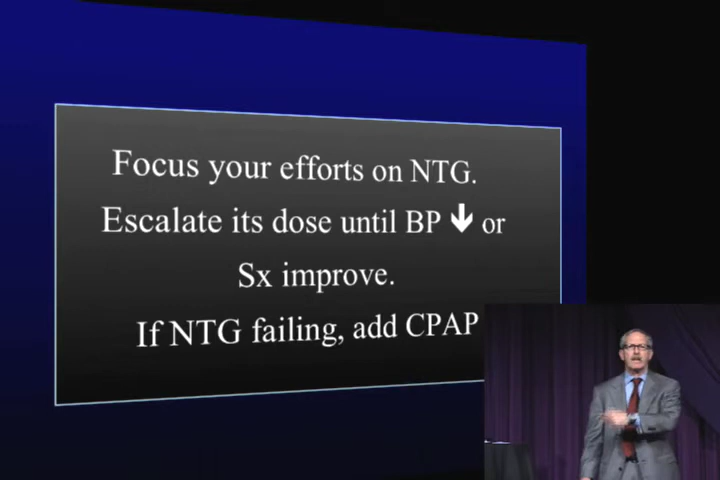 Focus your efforts on NTG.
Escalate its dose until BP ↓ or
Sx improve.
If NTG failing, add CPAP